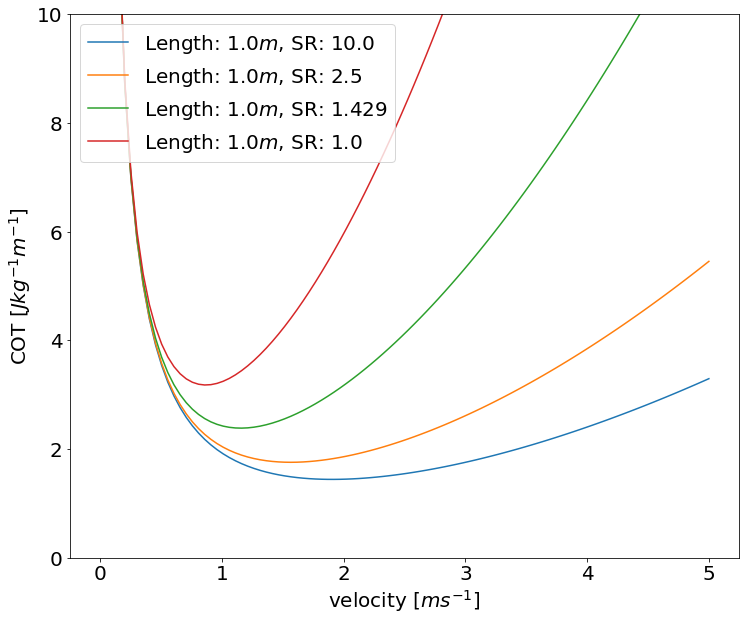 10
8
6
4
2
0
COT [Jkg⁻¹m⁻¹]
Length: 1.0m, SR: 10.0
Length: 1.0m, SR: 2.5
Length: 1.0m, SR: 1.429
Length: 1.0m, SR: 1.0
0 1 2 3 4 5
velocity [ms⁻¹]